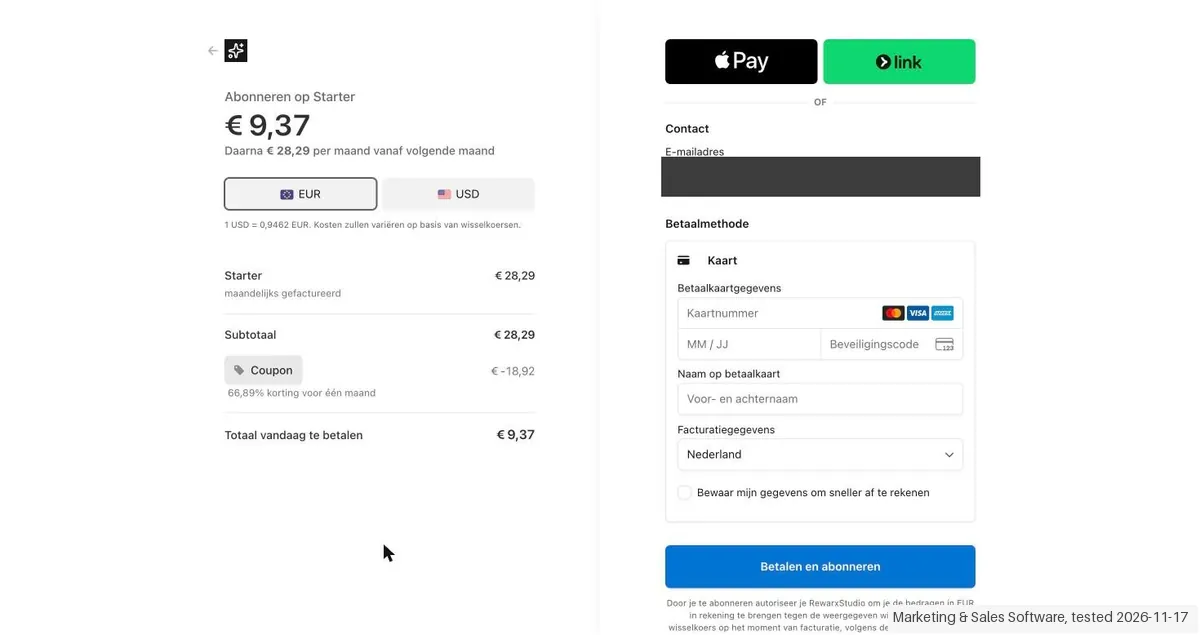 Abonneren op Starter
€ 9,37
Daarna € 28,29 per maand vanaf volgende maand
EUR
USD
1 USD = 0,9462 EUR. Kosten zullen variëren op basis van wisselkoersen.
Starter € 28,29
maandelijks gefactureerd
Subtotaal € 28,29
Coupon € -18,92
66,89% korting voor één maand
Totaal vandaag te betalen € 9,37
Pay
link
OF
Contact
E-mailadres
Betaalmethode
Kaart
Betaalkaartgegevens
Kaartnummer VISA
MM / JJ
Beveiligingscode 123
Naam op betaalkaart
Voor- en achternaam
Facturatiegegevens
Nederland
Bewaar mijn gegevens om sneller af te rekenen
Betalen en abonneren
Door je te abonneren autoriseer je RewarxStudio om je de bedragen in EUR
in rekening te brengen tegen de weergegeven
wisselkoers op het moment van facturatie, volgens
Marketing & Sales Software, tested 2026-11-17